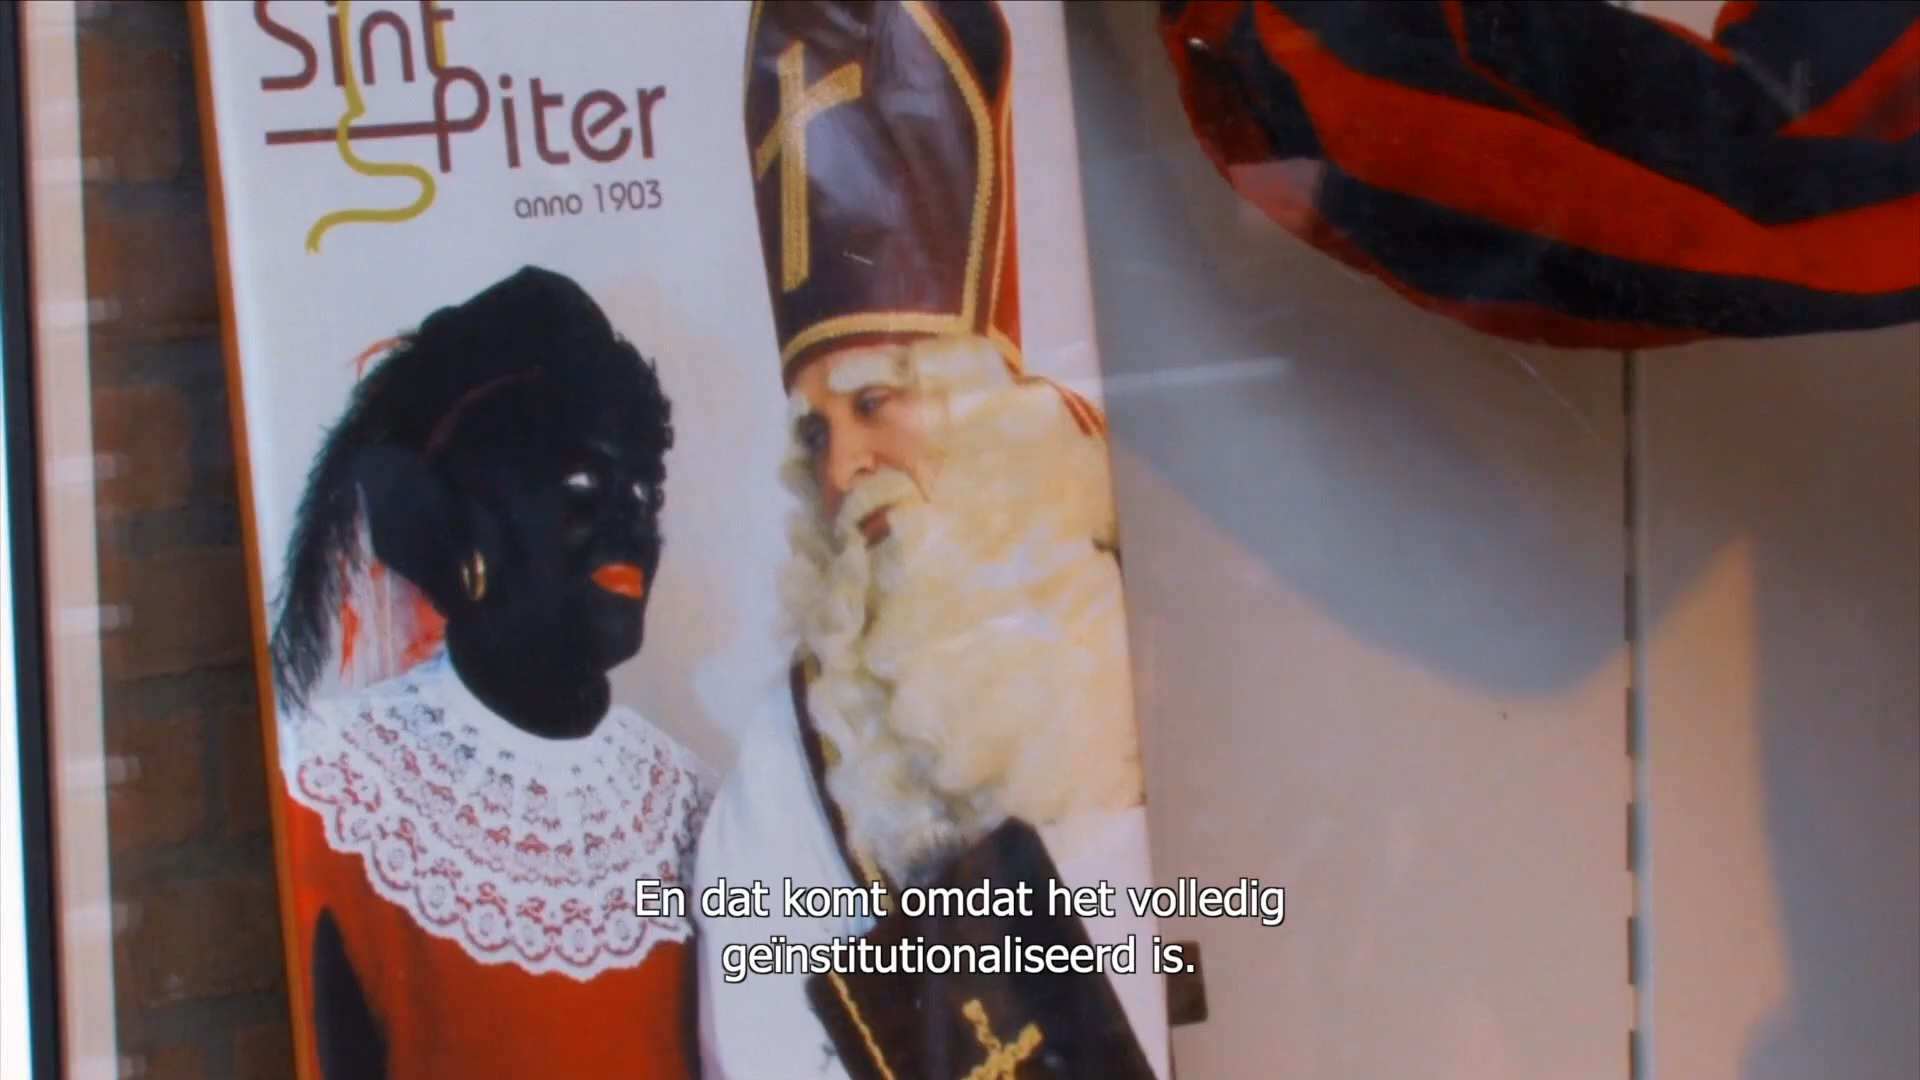 Sint
Piter
anno 1903
En dat komt omdat het volledig
geïnstitutionaliseerd is.